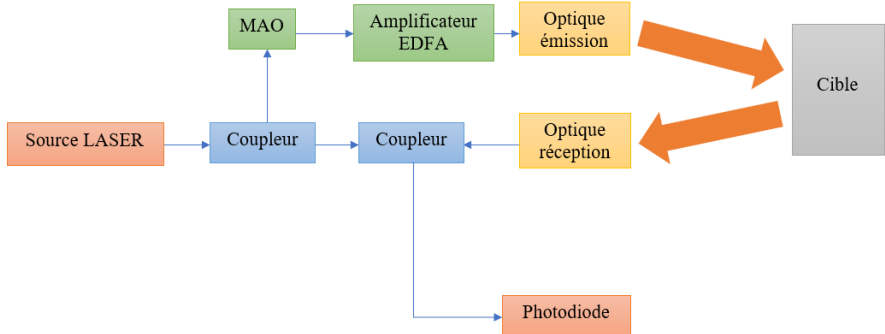 MAO
Amplificateur
EDFA
Optique
émission
Cible
Source LASER
Coupleur
Coupleur
Optique
réception
Photodiode